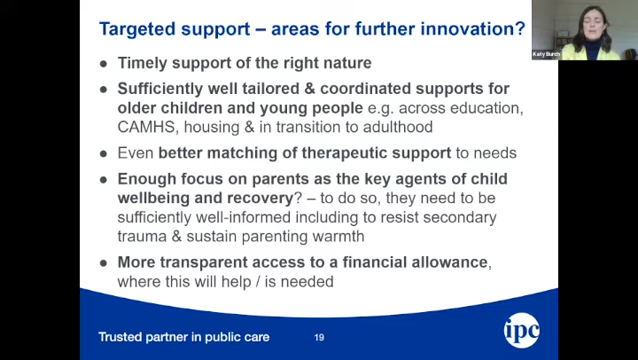 Targeted support – areas for further innovation?
● Timely support of the right nature
● Sufficiently well tailored & coordinated supports for
older children and young people e.g. across education,
CAMHS, housing & in transition to adulthood
● Even better matching of therapeutic support to needs
● Enough focus on parents as the key agents of child
wellbeing and recovery? – to do so, they need to be
sufficiently well-informed including to resist secondary
trauma & sustain parenting warmth
● More transparent access to a financial allowance,
where this will help / is needed
Trusted partner in public care
19
ipc
Katy Burch